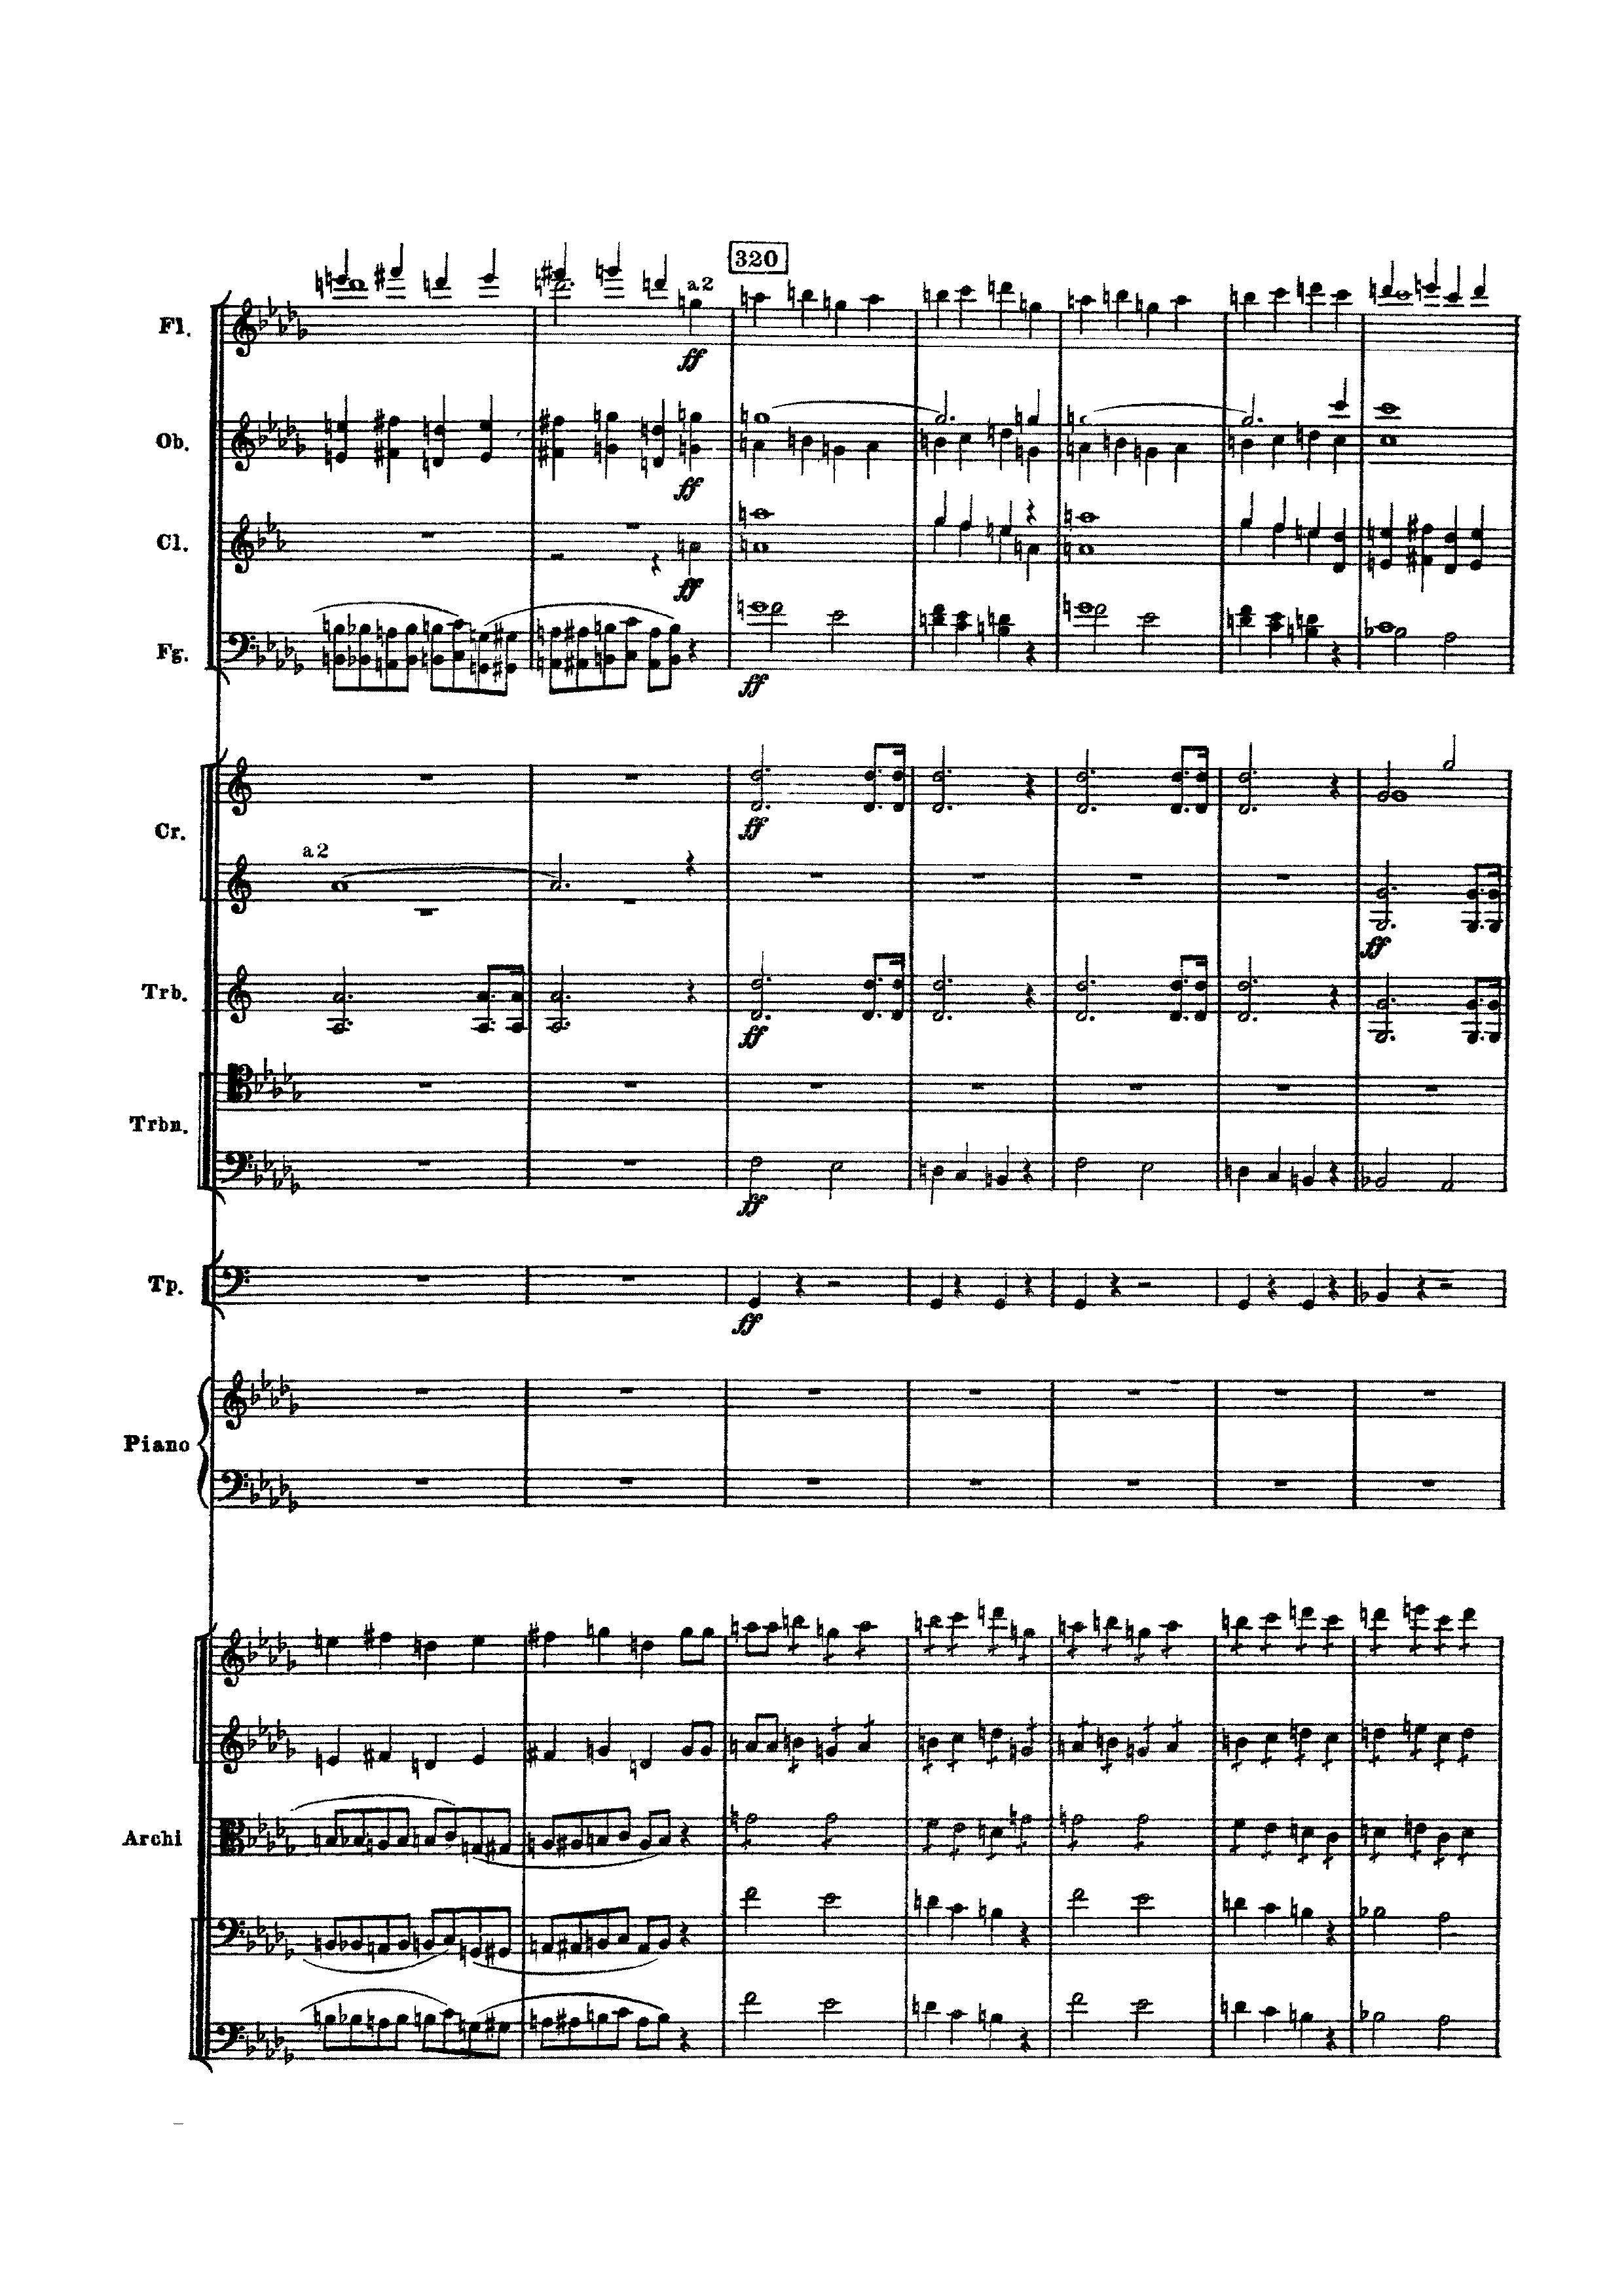 320
Fl.
a 2
ff
Ob.
ff
Cl.
ff
Fg.
ff
Cr.
ff
a 2
ff
Trb.
ff
Trbn.
ff
Tp.
ff
Piano
Archi